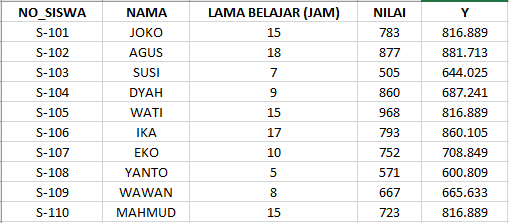 NO_SISWA NAMA LAMA BELAJAR (JAM) NILAI Y
S-101 JOKO 15 783 816.889
S-102 AGUS 18 877 881.713
S-103 SUSI 7 505 644.025
S-104 DYAH 9 860 687.241
S-105 WATI 15 968 816.889
S-106 IKA 17 793 860.105
S-107 EKO 10 752 708.849
S-108 YANTO 5 571 600.809
S-109 WAWAN 8 667 665.633
S-110 MAHMUD 15 723 816.889